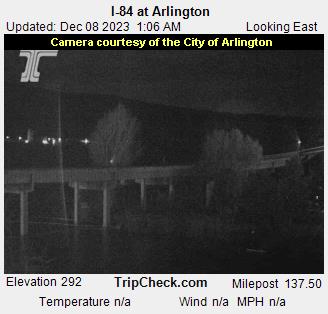 I-84 at Arlington
Updated: Dec 08 2023 1:06 AM Looking East
Camera courtesy of the City of Arlington
Elevation 292 TripCheck.com Milepost 137.50
Temperature n/a Wind n/a MPH n/a